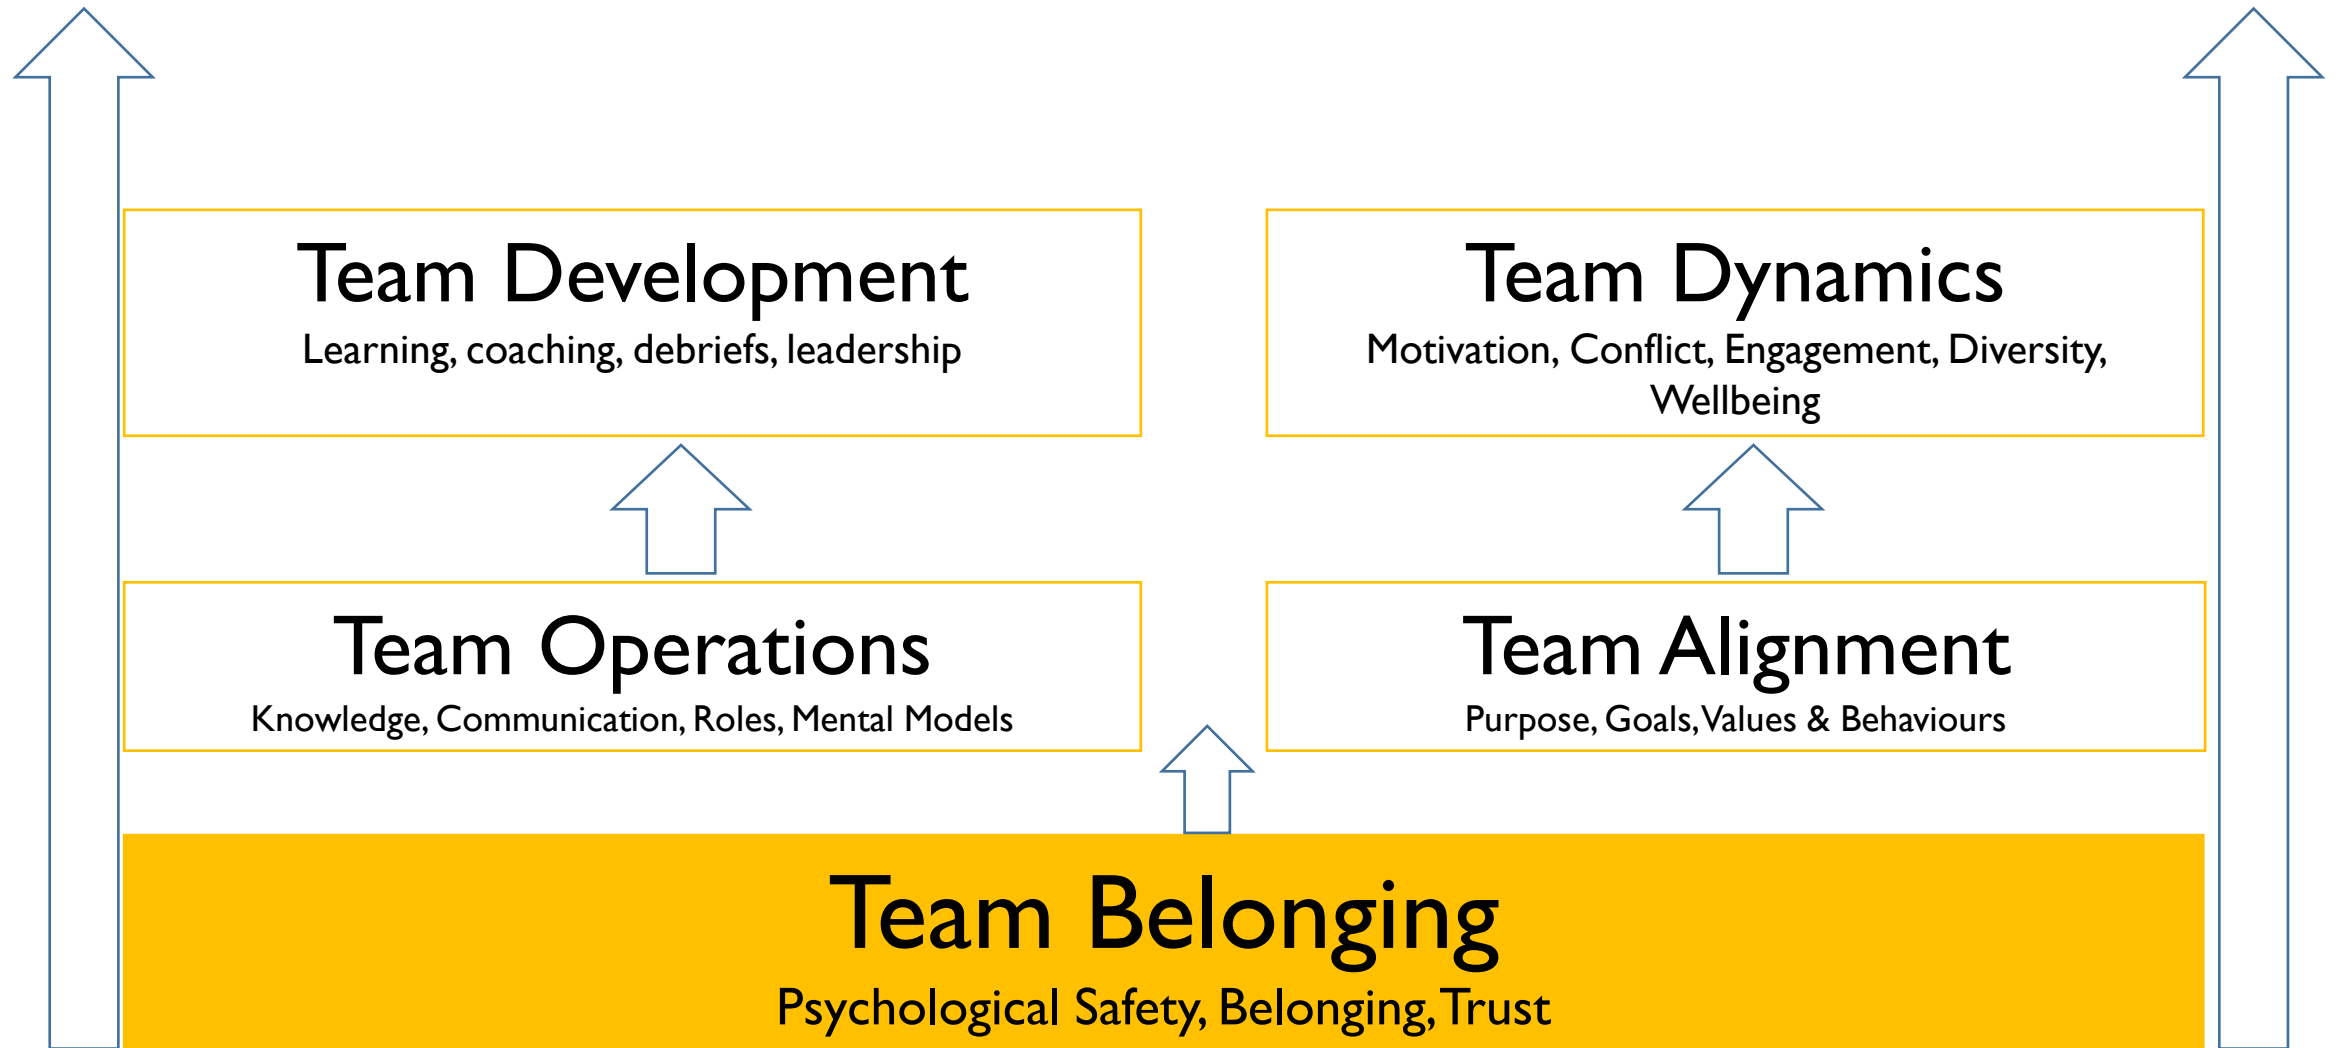 Team Development
Learning, coaching, debriefs, leadership
Team Dynamics
Motivation, Conflict, Engagement, Diversity,
Wellbeing
Team Operations
Knowledge, Communication, Roles, Mental Models
Team Alignment
Purpose, Goals, Values & Behaviours
Team Belonging
Psychological Safety, Belonging, Trust